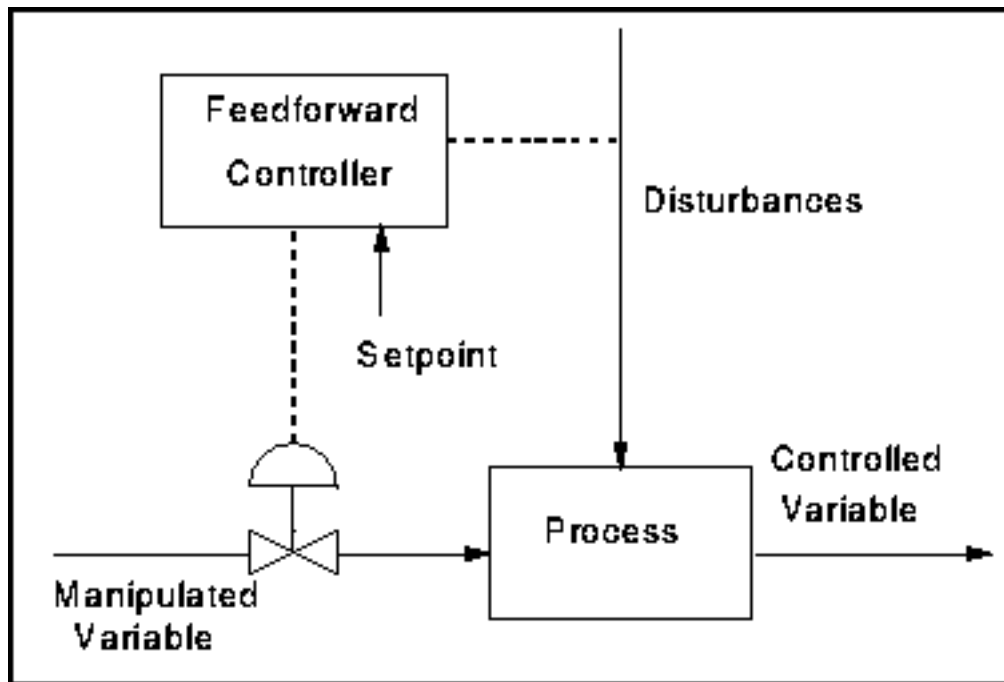 Feedforward
Controller
Disturbances
Setpoint
Controlled
Variable
Process
Manipulated
Variable